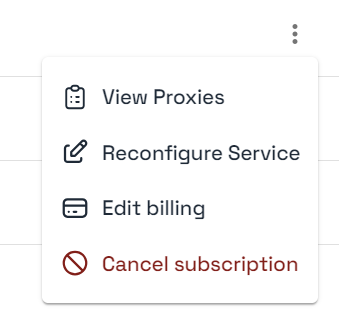 View Proxies
Reconfigure Service
Edit billing
Cancel subscription